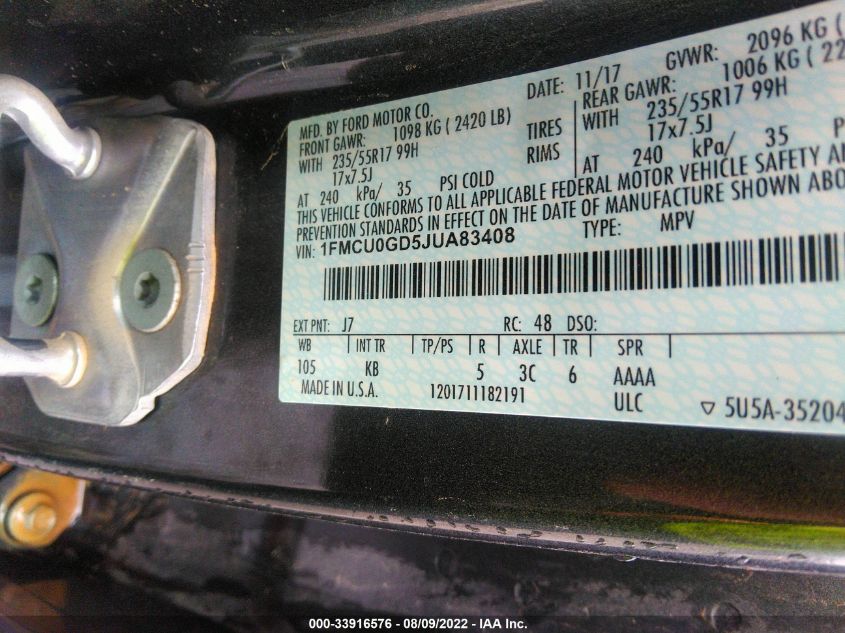 MFD. BY FORD MOTOR CO. DATE: 11/17 GVWR: 2096 KG (
FRONT GAWR: 1098 KG ( 2420 LB) REAR GAWR: 1006 KG ( 22
WITH 235/55R17 99H TIRES WITH 235/55R17 99H
17x7.5J RIMS 17x7.5J
AT 240 kPa/ 35 PSI COLD AT 240 kPa/ 35
THIS VEHICLE CONFORMS TO ALL APPLICABLE FEDERAL MOTOR VEHICLE SAFETY
PREVENTION STANDARDS IN EFFECT ON THE DATE OF MANUFACTURE SHOWN ABO
VIN: 1FMCU0GD5JUA83408 TYPE: MPV
EXT PNT: J7 RC: 48 DSO:
WB INT TR TP/PS R AXLE TR SPR
105 KB 5 3C 6 AAAA
MADE IN U.S.A. 1201711182191 ULC 5U5A-35204
000-33916576 - 08/09/2022 - IAA Inc.